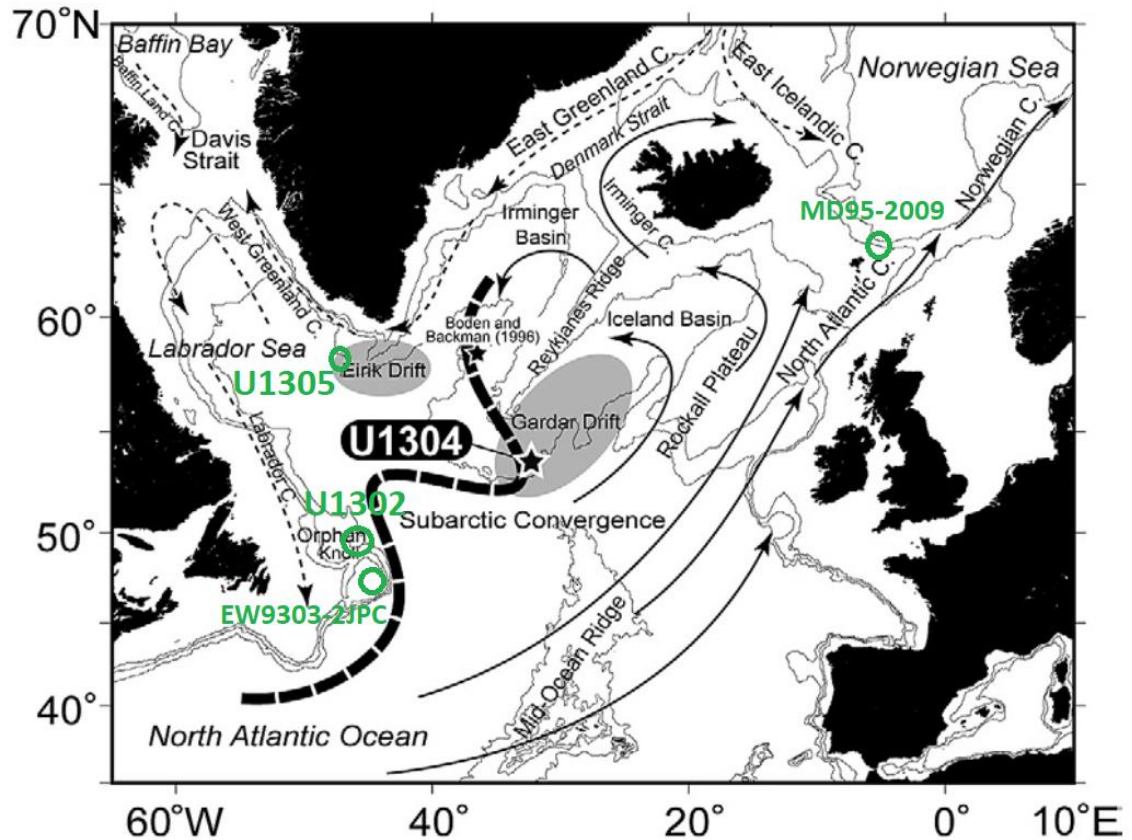 70°N
Baffin Bay
Baffin Land C.
Davis
Strait
East Greenland C.
Denmark Strait
East Icelandic C.
Norwegian Sea
Norwegian C.
MD95-2009
Irminger
Basin
Irminger C.
West Greenland C.
60°
Labrador Sea
U1305
Eirik Drift
Boden and
Backman (1996)
Reykjanes Ridge
Iceland Basin
Rockall Plateau
North Atlantic C.
Gardar Drift
U1304
Labrador C.
U1302
Orphan
Knoll
Subarctic Convergence
50°
EW9303-2JPC
Mid-Ocean Ridge
40°
North Atlantic Ocean
60°W
40°
20°
0°
10°E